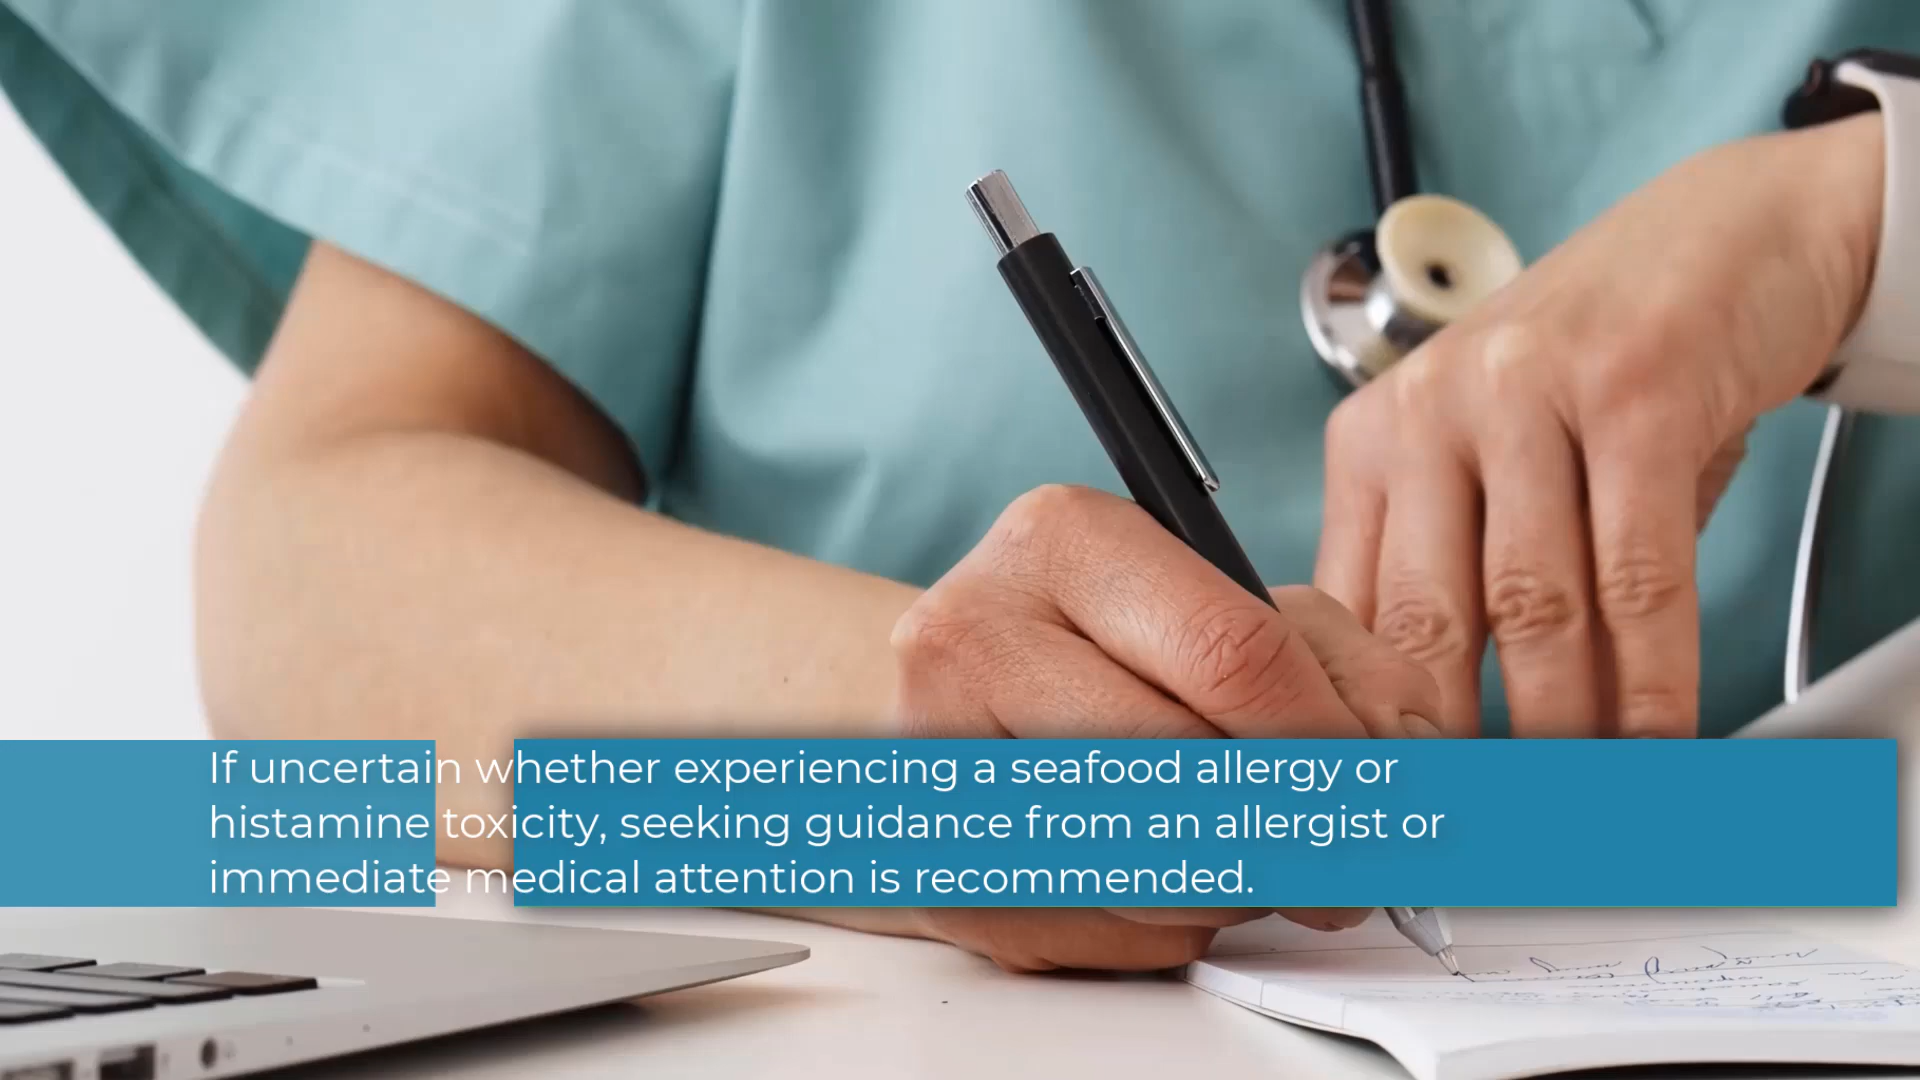 If uncertain whether experiencing a seafood allergy or
histamine toxicity, seeking guidance from an allergist or
immediate medical attention is recommended.